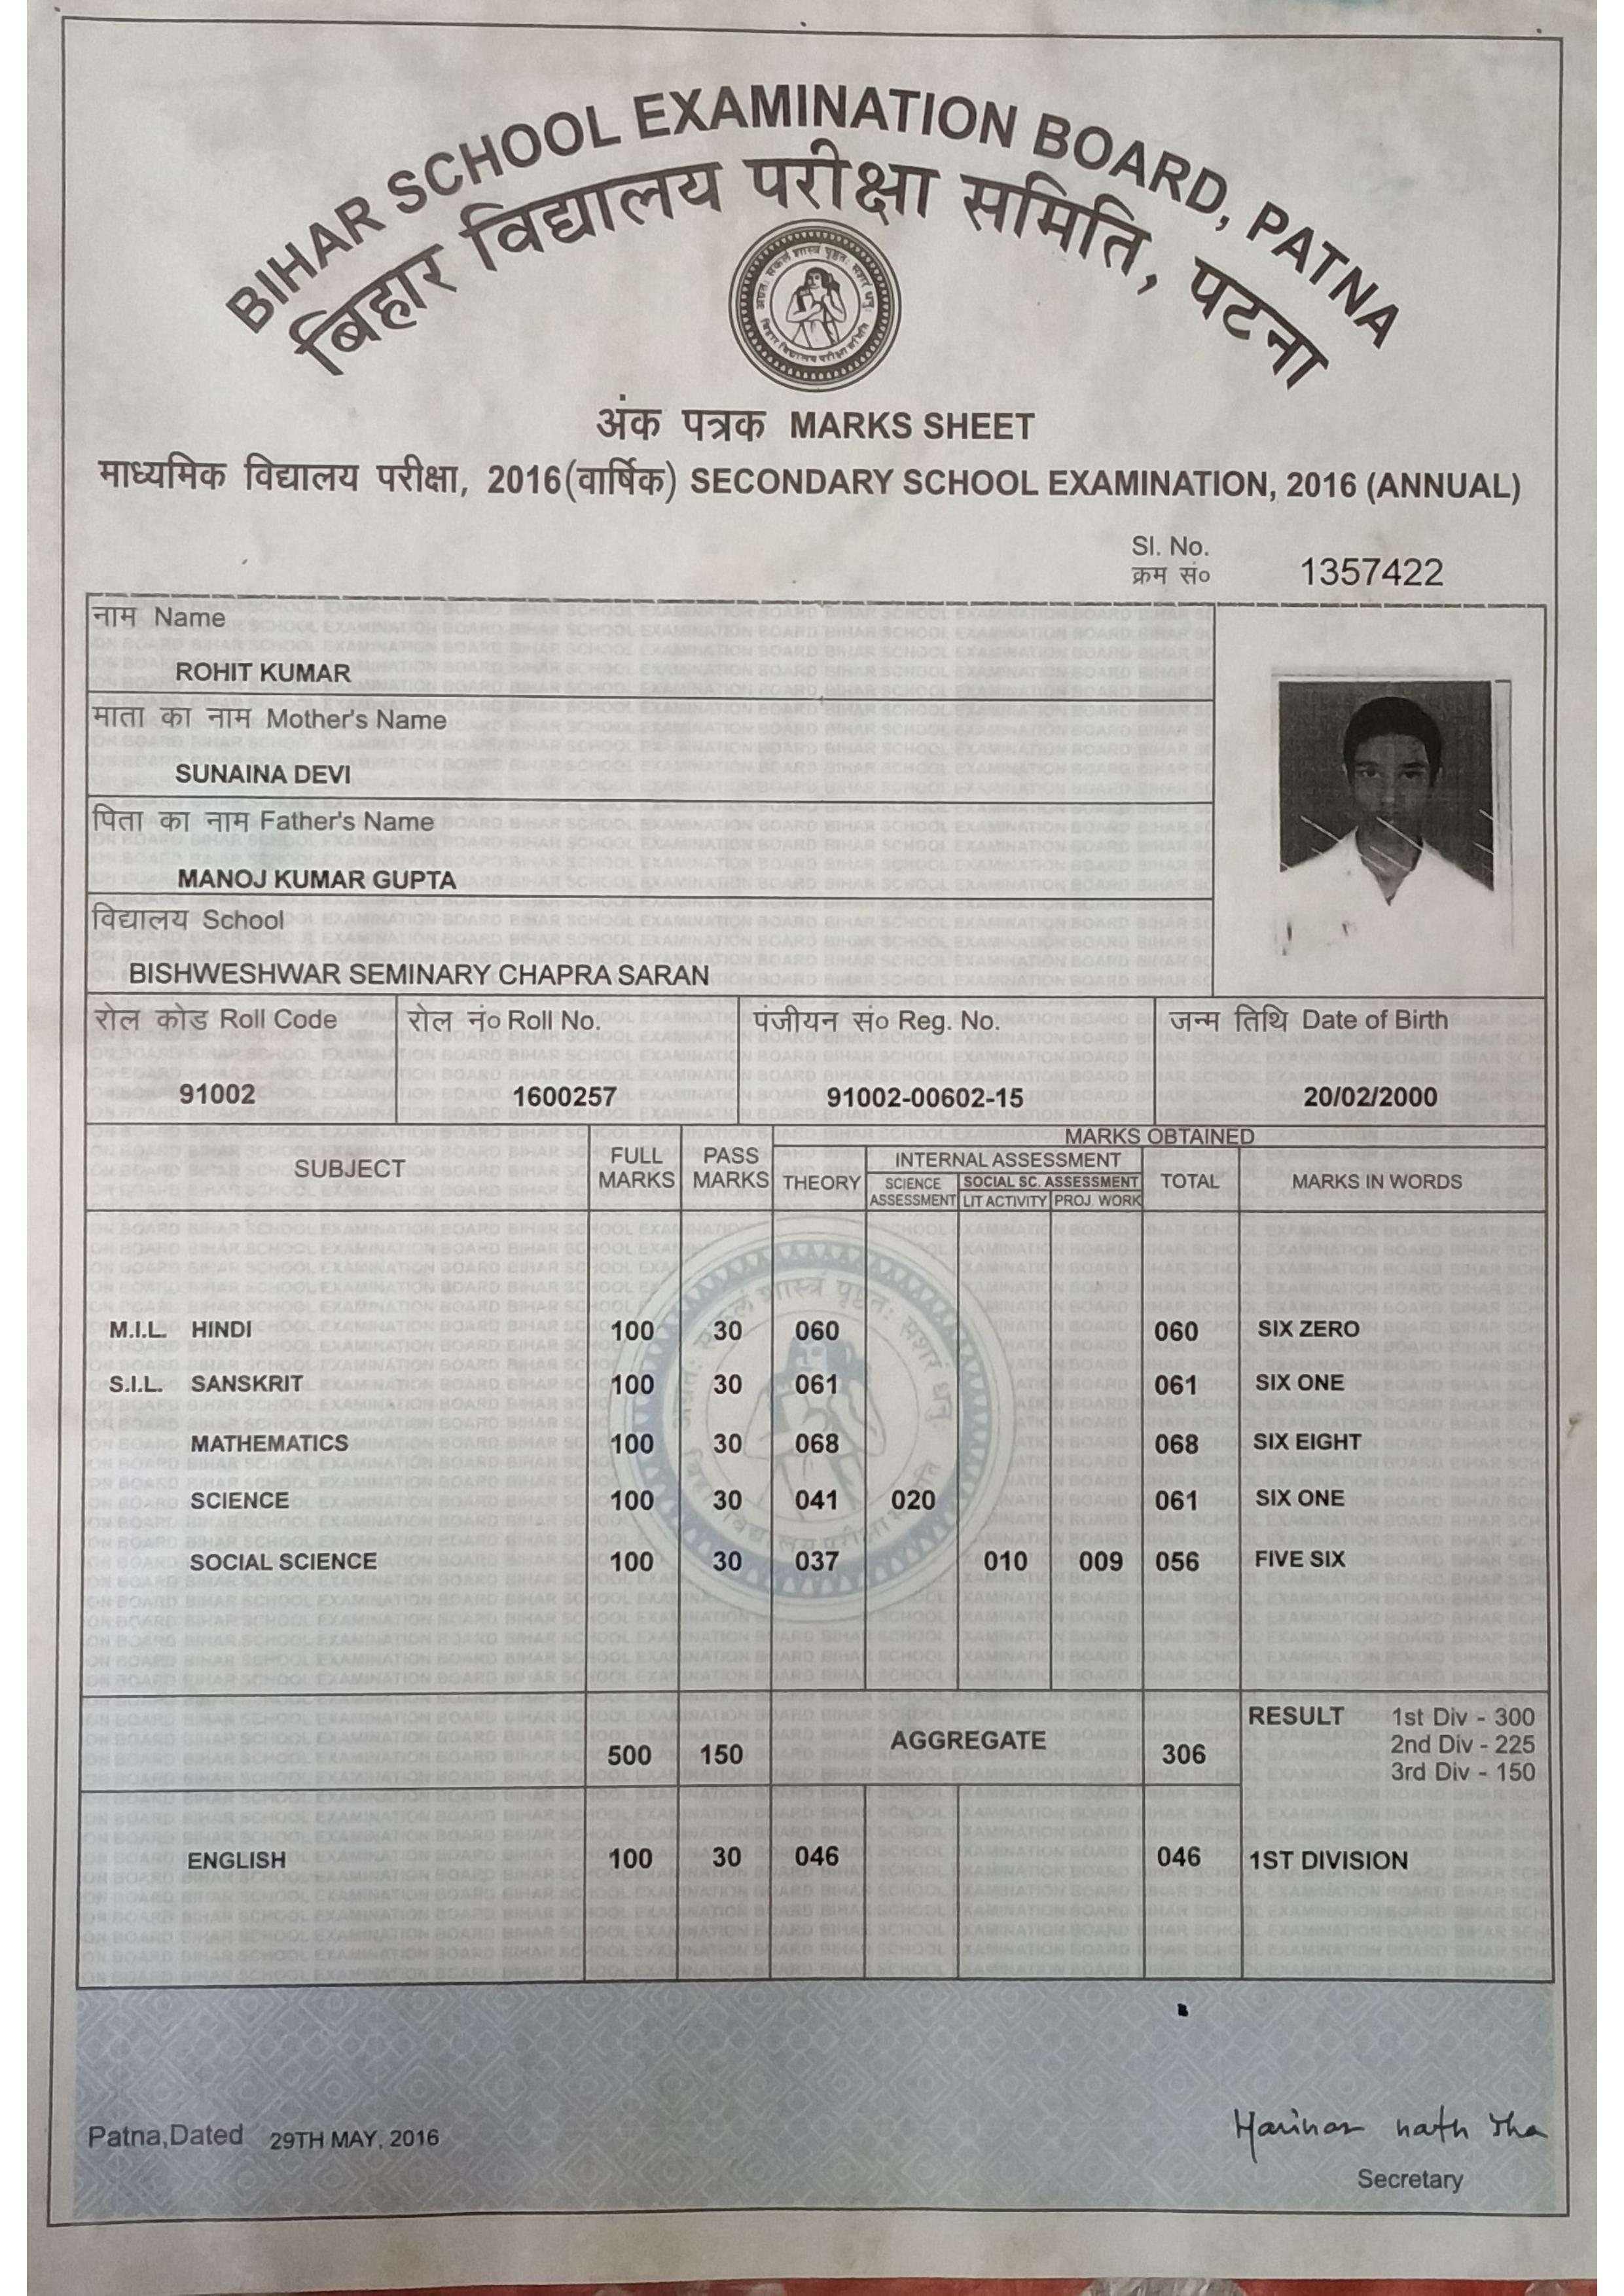 BIHAR SCHOOL EXAMINATION BOARD, PATNA
बिहार विद्यालय परीक्षा समिति, पटना
अंक पत्रक MARKS SHEET
माध्यमिक विद्यालय परीक्षा, 2016(वार्षिक) SECONDARY SCHOOL EXAMINATION, 2016 (ANNUAL)
Sl. No.
क्रम सं० 1357422
नाम Name
ROHIT KUMAR
माता का नाम Mother's Name
SUNAINA DEVI
पिता का नाम Father's Name
MANOJ KUMAR GUPTA
विद्यालय School
BISHWESHWAR SEMINARY CHAPRA SARAN
रोल कोड Roll Code रोल नं० Roll No. पंजीयन सं० Reg. No. जन्म तिथि Date of Birth
91002 1600257 91002-00602-15 20/02/2000
MARKS OBTAINED
SUBJECT FULL MARKS PASS MARKS THEORY INTERNAL ASSESSMENT TOTAL MARKS IN WORDS
SCIENCE ASSESSMENT SOCIAL SC. ASSESSMENT
LIT ACTIVITY PROJ. WORK
M.I.L. HINDI 100 30 060 060 SIX ZERO
S.I.L. SANSKRIT 100 30 061 061 SIX ONE
MATHEMATICS 100 30 068 068 SIX EIGHT
SCIENCE 100 30 041 020 061 SIX ONE
SOCIAL SCIENCE 100 30 037 010 009 056 FIVE SIX
500 150 AGGREGATE 306
RESULT 1st Div - 300
2nd Div - 225
3rd Div - 150
ENGLISH 100 30 046 046 1ST DIVISION
Patna,Dated 29TH MAY, 2016
Harihar nath Jha
Secretary